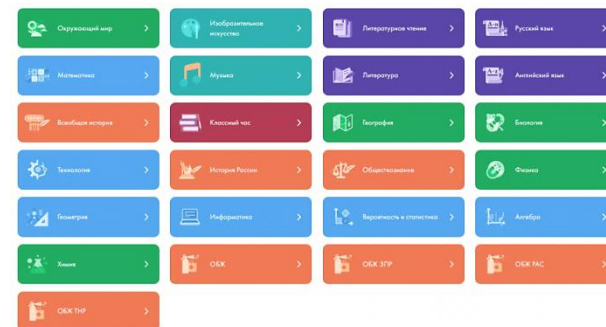 Окружающий мир
Изобразительное
искусство
Литературное чтение
Русский язык
Математика
Музыка
Литература
Английский язык
Всеобщая история
Классный час
География
Биология
Технология
История России
Обществознание
Физика
Геометрия
Информатика
Вероятность и статистика
Алгебра
Химия
ОБЖ
ОБЖ ЗПР
ОБЖ РАС
ОБЖ ТНР